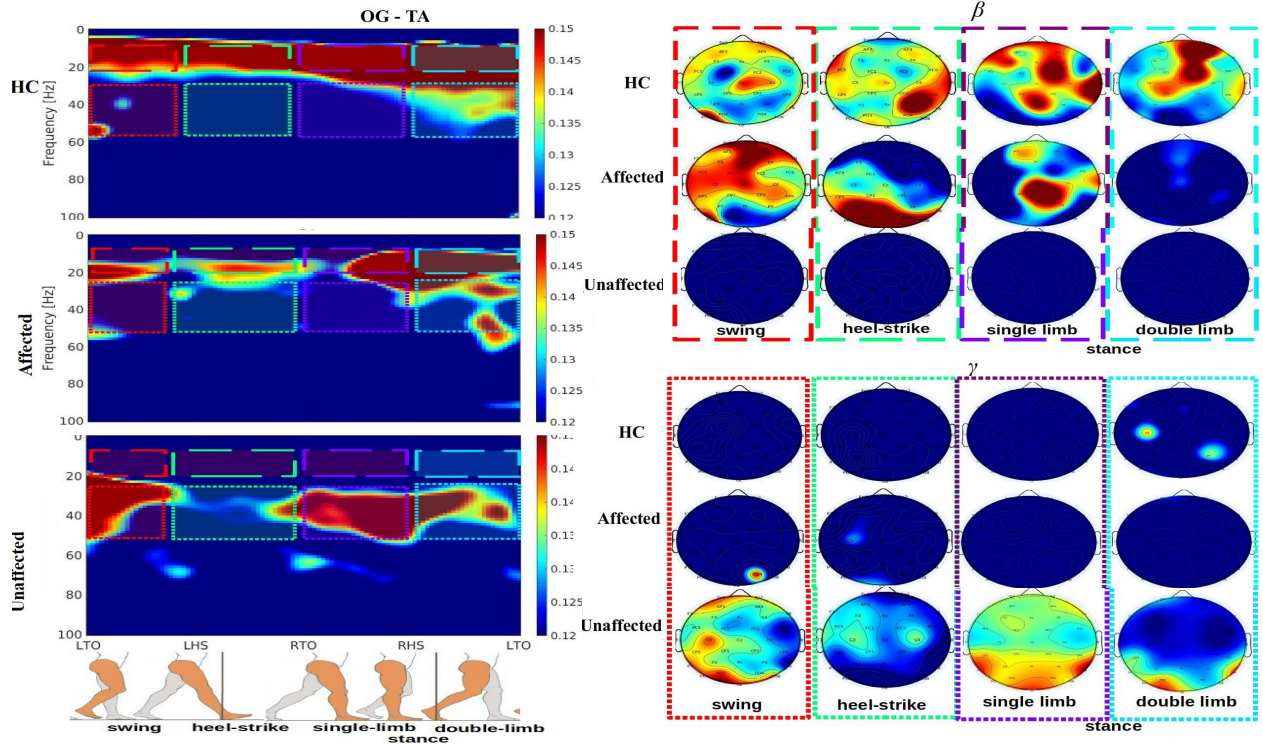 OG - TA
HC
Frequency [Hz]
0
20
40
60
80
100
0.15
0.145
0.14
0.135
0.13
0.125
0.12
Affected
Frequency [Hz]
0
20
40
60
80
100
0.15
0.145
0.14
0.135
0.13
0.125
0.12
Unaffected
0
20
40
60
80
100
0.145
0.14
0.135
0.13
0.125
0.12
LTO LHS RTO RHS LTO
swing heel-strike single-limb double-limb
stance
β
HC
Affected
Unaffected
swing heel-strike single limb double limb
stance
γ
HC
Affected
Unaffected
swing heel-strike single limb double limb
stance